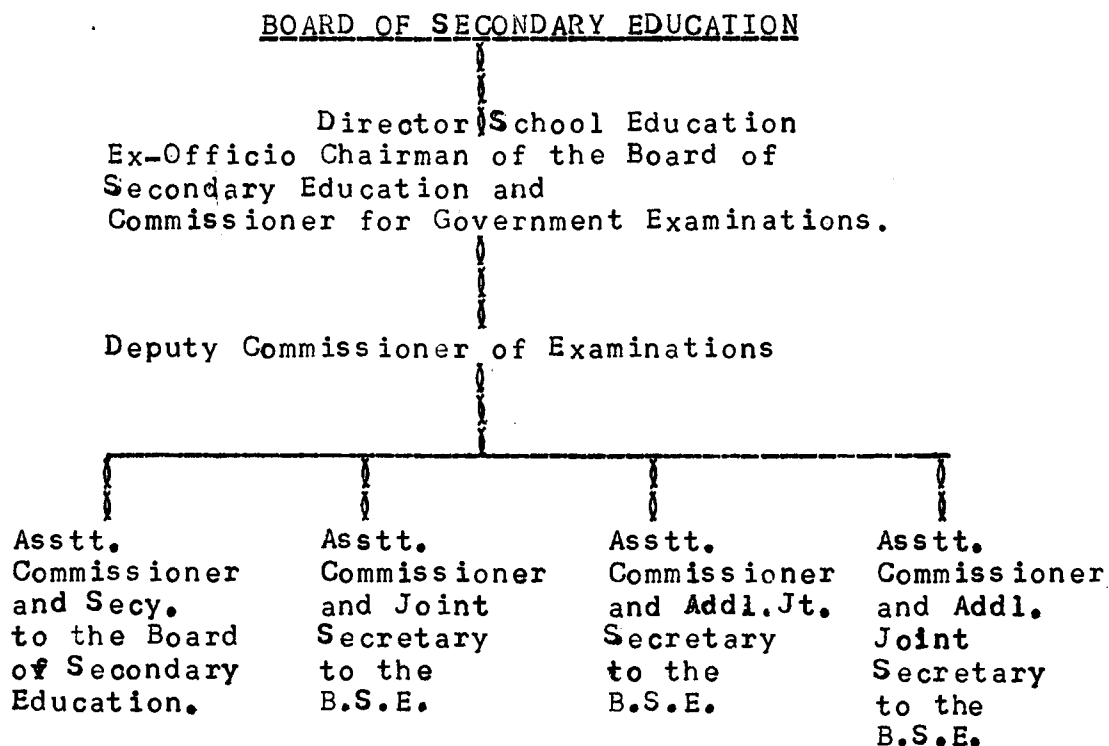 BOARD OF SECONDARY EDUCATION
Director School Education
Ex-Officio Chairman of the Board of
Secondary Education and
Commissioner for Government Examinations.
Deputy Commissioner of Examinations
Asstt.
Commissioner
and Secy.
to the Board
of Secondary
Education.
Asstt.
Commissioner
and Joint
Secretary
to the
B.S.E.
Asstt.
Commissioner
and Addl.Jt.
Secretary
to the
B.S.E.
Asstt.
Commissioner
and Addl.
Joint
Secretary
to the
B.S.E.